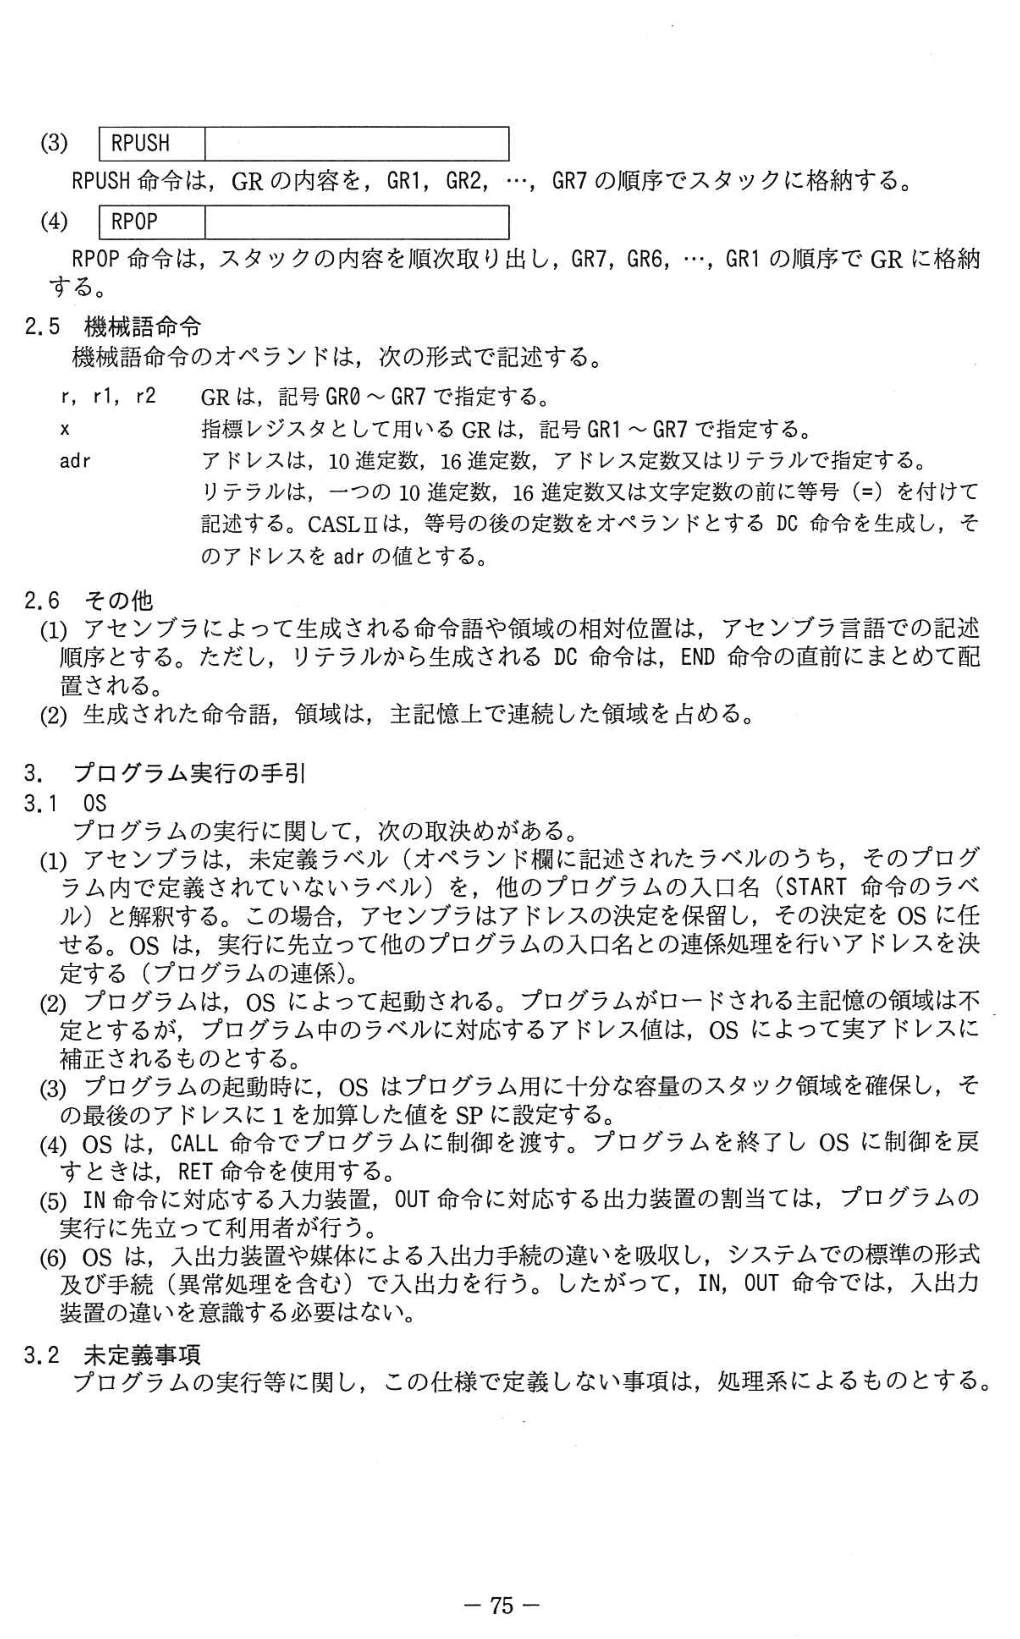 (3) RPUSH
RPUSH 命令は，GR の内容を，GR1，GR2，…，GR7 の順序でスタックに格納する。
(4) RPOP
RPOP 命令は，スタックの内容を順次取り出し，GR7，GR6，…，GR1 の順序で GR に格納
する。
2.5 機械語命令
機械語命令のオペランドは，次の形式で記述する。
r，r1，r2 GR は，記号 GR0 ～ GR7 で指定する。
x 指標レジスタとして用いる GR は，記号 GR1 ～ GR7 で指定する。
adr アドレスは，10 進定数，16 進定数，アドレス定数又はリテラルで指定する。
リテラルは，一つの 10 進定数，16 進定数又は文字定数の前に等号（=）を付けて
記述する。CASLⅡは，等号の後の定数をオペランドとする DC 命令を生成し，そ
のアドレスを adr の値とする。
2.6 その他
(1) アセンブラによって生成される命令語や領域の相対位置は，アセンブラ言語での記述
順序とする。ただし，リテラルから生成される DC 命令は，END 命令の直前にまとめて配
置される。
(2) 生成された命令語，領域は，主記憶上で連続した領域を占める。
3. プログラム実行の手引
3.1 OS
プログラムの実行に関して，次の取決めがある。
(1) アセンブラは，未定義ラベル（オペランド欄に記述されたラベルのうち，そのプログ
ラム内で定義されていないラベル）を，他のプログラムの入口名（START 命令のラベ
ル）と解釈する。この場合，アセンブラはアドレスの決定を保留し，その決定を OS に任
せる。OS は，実行に先立って他のプログラムの入口名との連係処理を行いアドレスを決
定する（プログラムの連係）。
(2) プログラムは，OS によって起動される。プログラムがロードされる主記憶の領域は不
定とするが，プログラム中のラベルに対応するアドレス値は，OS によって実アドレスに
補正されるものとする。
(3) プログラムの起動時に，OS はプログラム用に十分な容量のスタック領域を確保し，そ
の最後のアドレスに 1 を加算した値を SP に設定する。
(4) OS は，CALL 命令でプログラムに制御を渡す。プログラムを終了し OS に制御を戻
すときは，RET 命令を使用する。
(5) IN 命令に対応する入力装置，OUT 命令に対応する出力装置の割当ては，プログラムの
実行に先立って利用者が行う。
(6) OS は，入出力装置や媒体による入出力手続の違いを吸収し，システムでの標準の形式
及び手続（異常処理を含む）で入出力を行う。したがって，IN，OUT 命令では，入出力
装置の違いを意識する必要はない。
3.2 未定義事項
プログラムの実行等に関し，この仕様で定義しない事項は，処理系によるものとする。
— 75 —